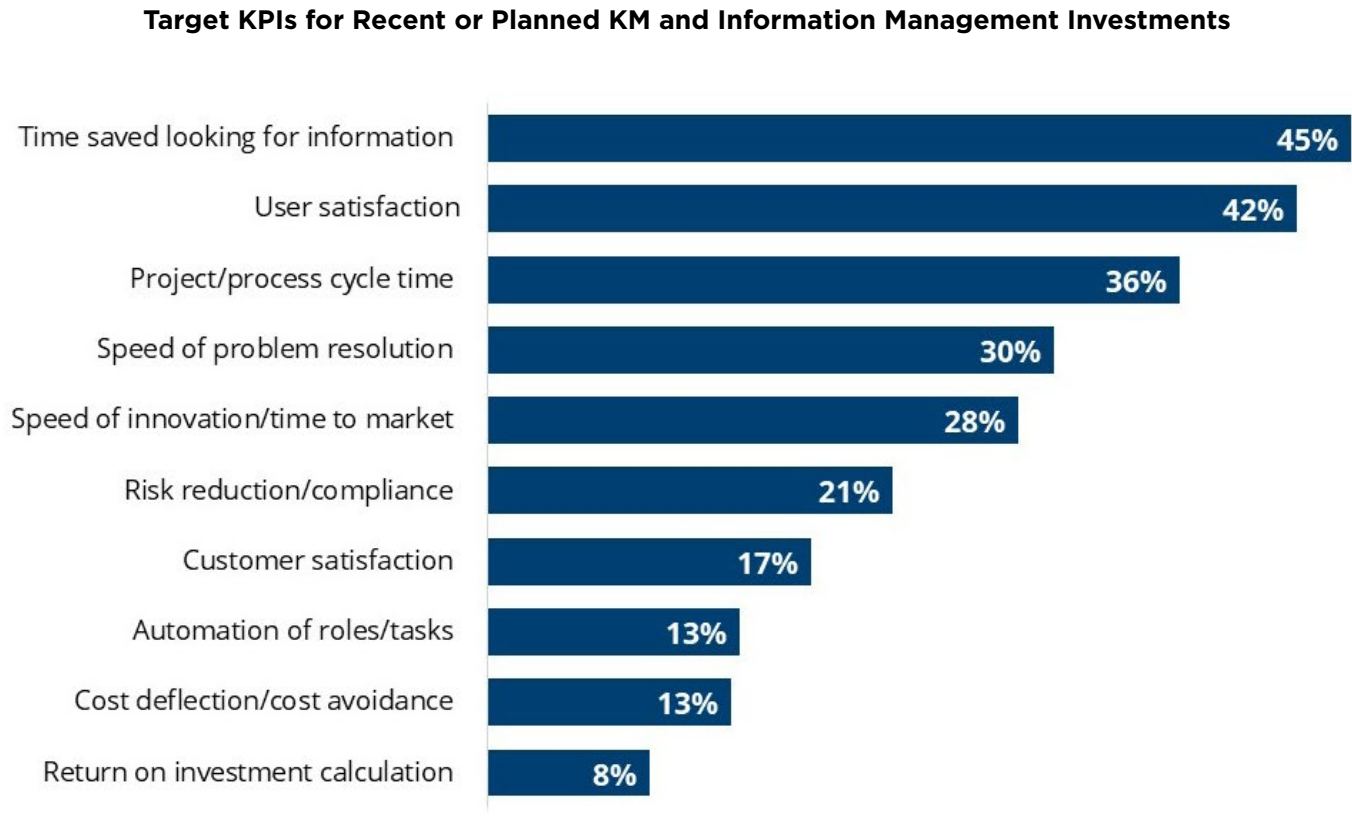 Target KPIs for Recent or Planned KM and Information Management Investments
Time saved looking for information 45%
User satisfaction 42%
Project/process cycle time 36%
Speed of problem resolution 30%
Speed of innovation/time to market 28%
Risk reduction/compliance 21%
Customer satisfaction 17%
Automation of roles/tasks 13%
Cost deflection/cost avoidance 13%
Return on investment calculation 8%